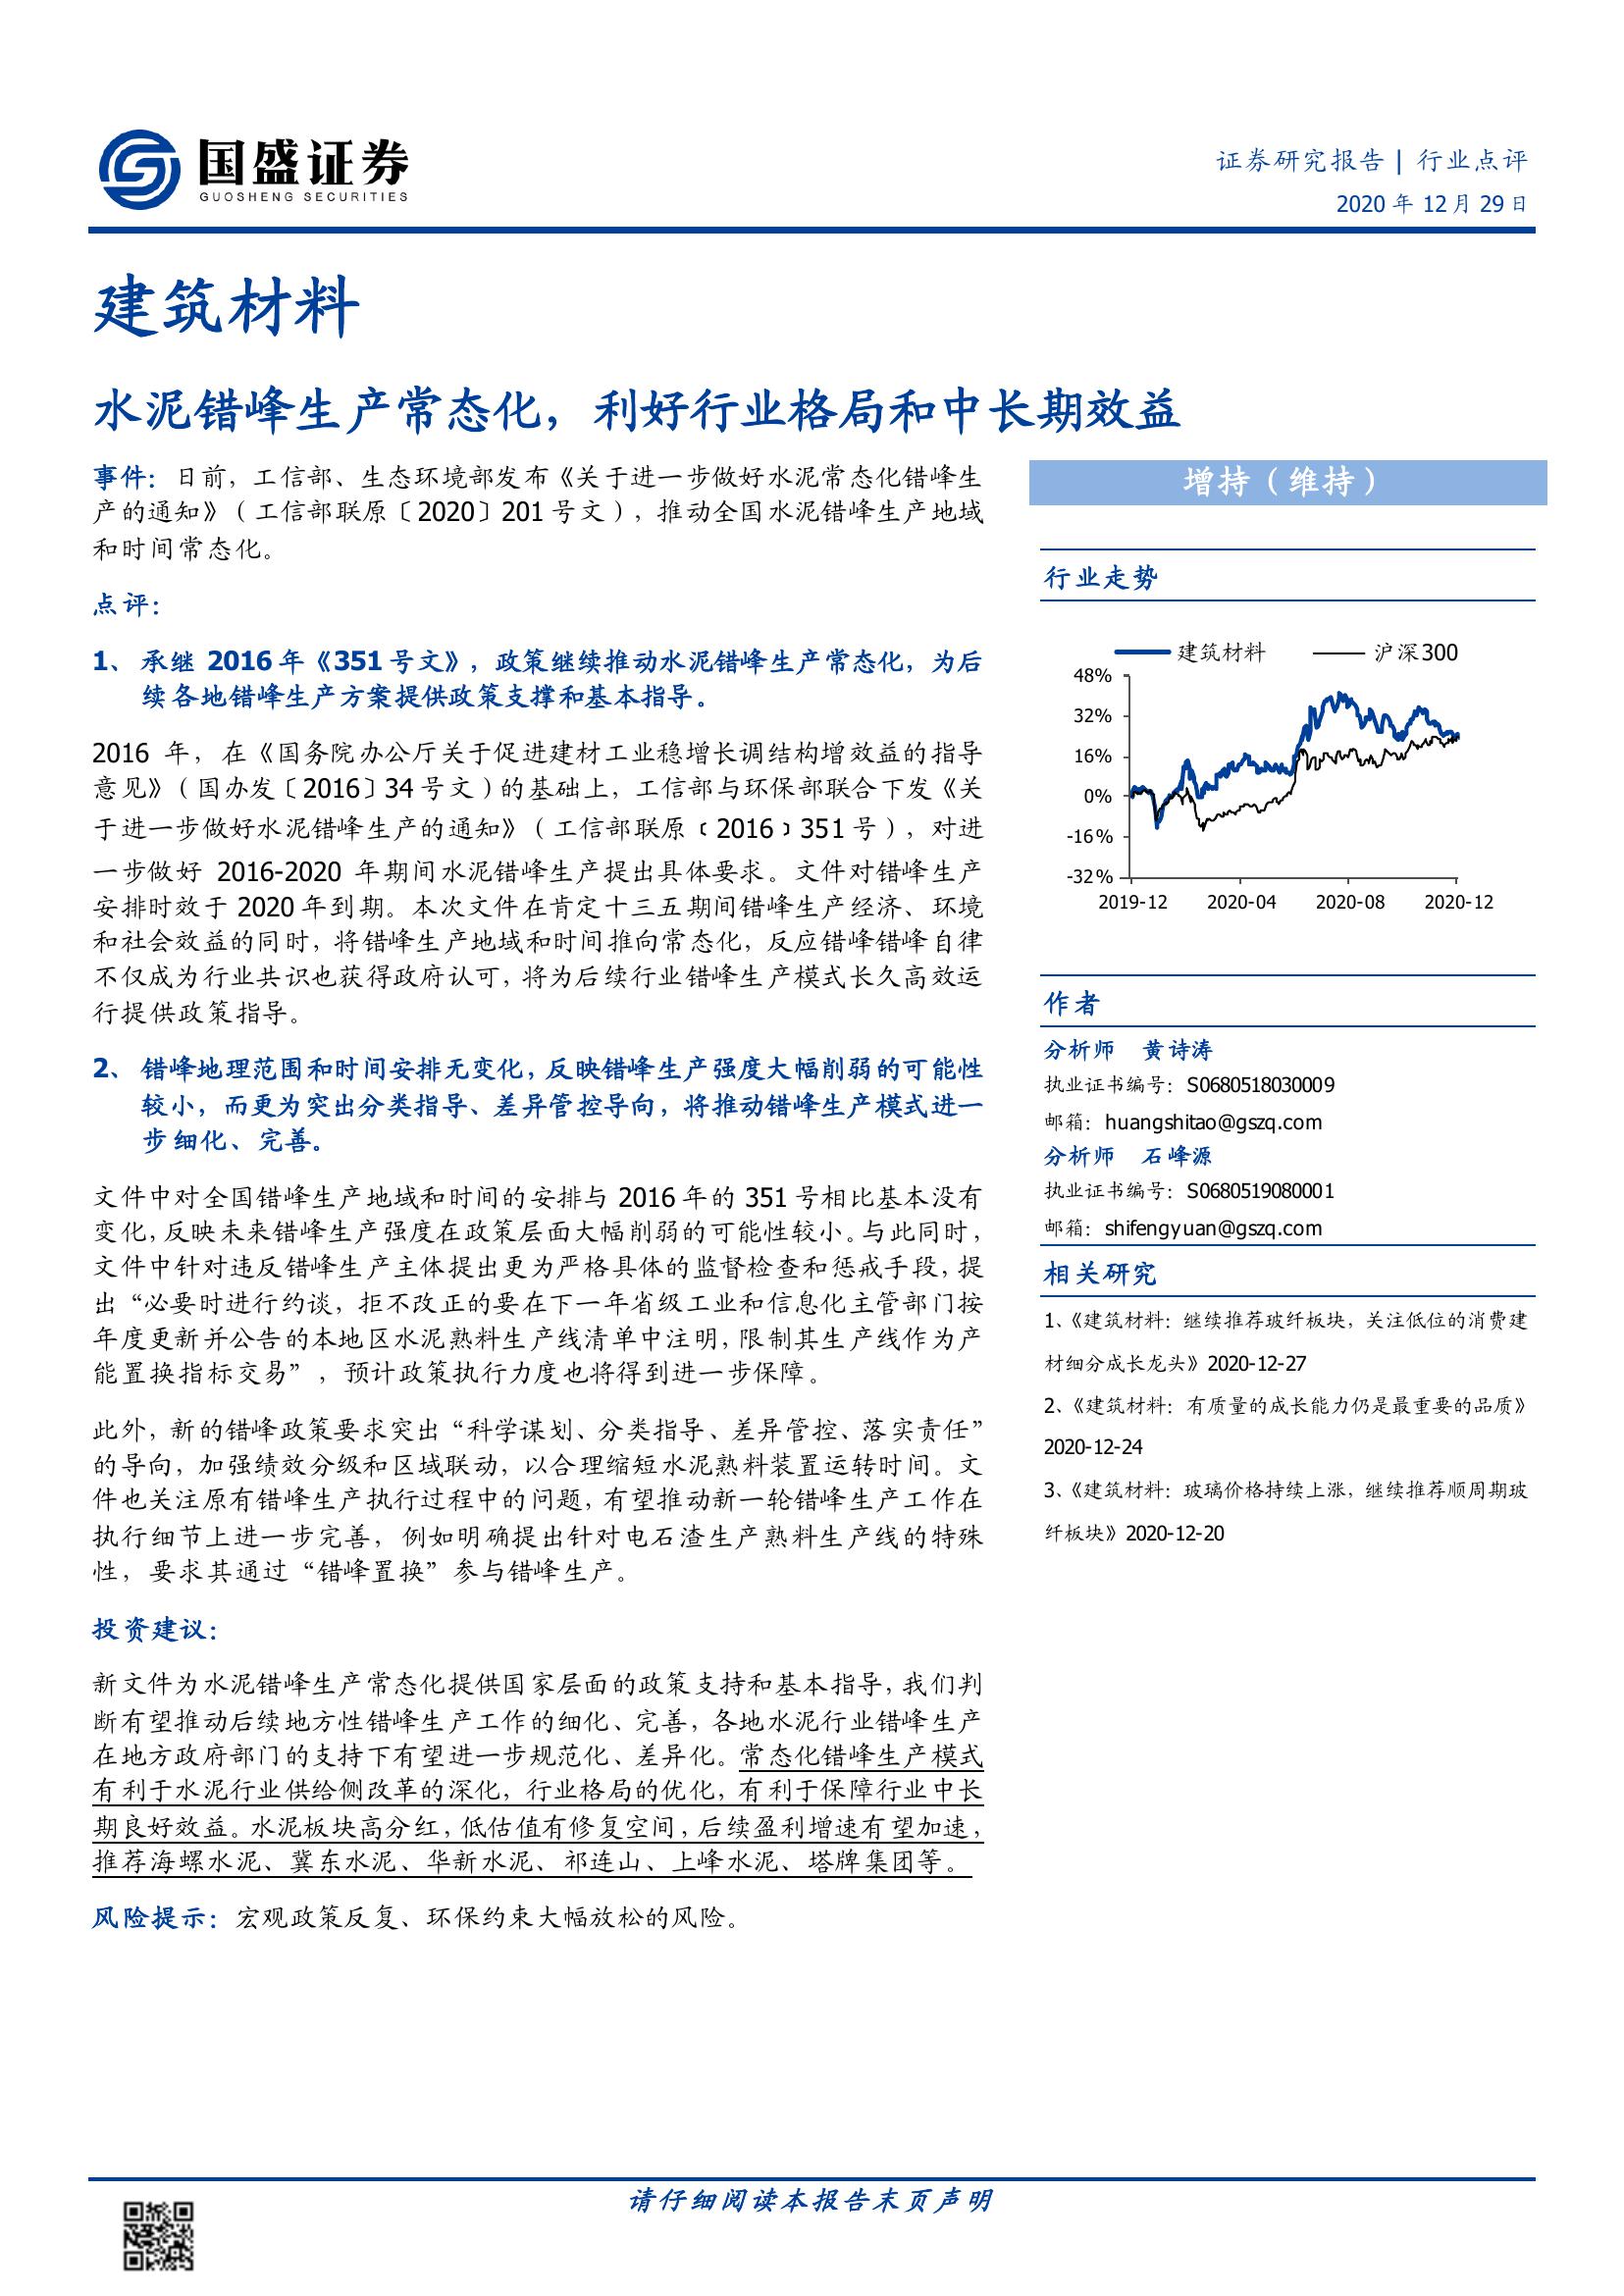 国盛证券
GUOSHENG SECURITIES
证券研究报告 | 行业点评
2020 年 12 月 29 日
建筑材料
水泥错峰生产常态化，利好行业格局和中长期效益
事件：日前，工信部、生态环境部发布《关于进一步做好水泥常态化错峰生
产的通知》（工信部联原〔2020〕201 号文），推动全国水泥错峰生产地域
和时间常态化。
点评：
1、 承继 2016 年《351 号文》，政策继续推动水泥错峰生产常态化，为后
续各地错峰生产方案提供政策支撑和基本指导。
2016 年，在《国务院办公厅关于促进建材工业稳增长调结构增效益的指导
意见》（国办发〔2016〕34 号文）的基础上，工信部与环保部联合下发《关
于进一步做好水泥错峰生产的通知》（工信部联原﹝2016﹞351 号），对进
一步做好 2016-2020 年期间水泥错峰生产提出具体要求。文件对错峰生产
安排时效于 2020 年到期。本次文件在肯定十三五期间错峰生产经济、环境
和社会效益的同时，将错峰生产地域和时间推向常态化，反应错峰错峰自律
不仅成为行业共识也获得政府认可，将为后续行业错峰生产模式长久高效运
行提供政策指导。
2、 错峰地理范围和时间安排无变化，反映错峰生产强度大幅削弱的可能性
较小，而更为突出分类指导、差异管控导向，将推动错峰生产模式进一
步细化、完善。
文件中对全国错峰生产地域和时间的安排与 2016 年的 351 号相比基本没有
变化，反映未来错峰生产强度在政策层面大幅削弱的可能性较小。与此同时，
文件中针对违反错峰生产主体提出更为严格具体的监督检查和惩戒手段，提
出“必要时进行约谈，拒不改正的要在下一年省级工业和信息化主管部门按
年度更新并公告的本地区水泥熟料生产线清单中注明，限制其生产线作为产
能置换指标交易”，预计政策执行力度也将得到进一步保障。
此外，新的错峰政策要求突出“科学谋划、分类指导、差异管控、落实责任”
的导向，加强绩效分级和区域联动，以合理缩短水泥熟料装置运转时间。文
件也关注原有错峰生产执行过程中的问题，有望推动新一轮错峰生产工作在
执行细节上进一步完善，例如明确提出针对电石渣生产熟料生产线的特殊
性，要求其通过“错峰置换”参与错峰生产。
投资建议：
新文件为水泥错峰生产常态化提供国家层面的政策支持和基本指导，我们判
断有望推动后续地方性错峰生产工作的细化、完善，各地水泥行业错峰生产
在地方政府部门的支持下有望进一步规范化、差异化。常态化错峰生产模式
有利于水泥行业供给侧改革的深化，行业格局的优化，有利于保障行业中长
期良好效益。水泥板块高分红，低估值有修复空间，后续盈利增速有望加速，
推荐海螺水泥、冀东水泥、华新水泥、祁连山、上峰水泥、塔牌集团等。
风险提示：宏观政策反复、环保约束大幅放松的风险。
增持（维持）
行业走势
建筑材料 沪深300
48%
32%
16%
0%
-16%
-32%
2019-12 2020-04 2020-08 2020-12
作者
分析师 黄诗涛
执业证书编号：S0680518030009
邮箱：huangshitao@gszq.com
分析师 石峰源
执业证书编号：S0680519080001
邮箱：shifengyuan@gszq.com
相关研究
1、《建筑材料：继续推荐玻纤板块，关注低位的消费建
材细分成长龙头》2020-12-27
2、《建筑材料：有质量的成长能力仍是最重要的品质》
2020-12-24
3、《建筑材料：玻璃价格持续上涨，继续推荐顺周期玻
纤板块》2020-12-20
请仔细阅读本报告末页声明